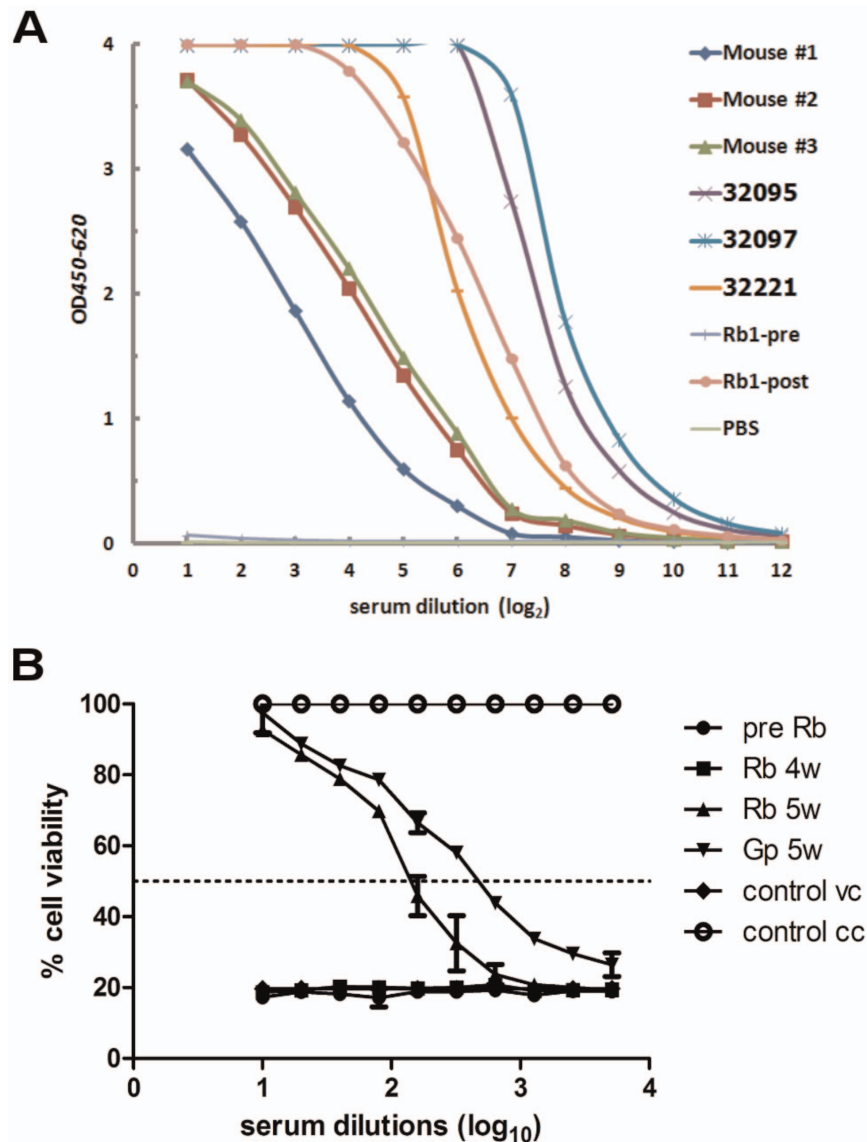 A
4
3
2
1
0
OD450-620
0 1 2 3 4 5 6 7 8 9 10 11 12
serum dilution (log2)
Mouse #1
Mouse #2
Mouse #3
32095
32097
32221
Rb1-pre
Rb1-post
PBS
B
100
80
60
40
20
0
% cell viability
0 1 2 3 4
serum dilutions (log10)
pre Rb
Rb 4w
Rb 5w
Gp 5w
control vc
control cc